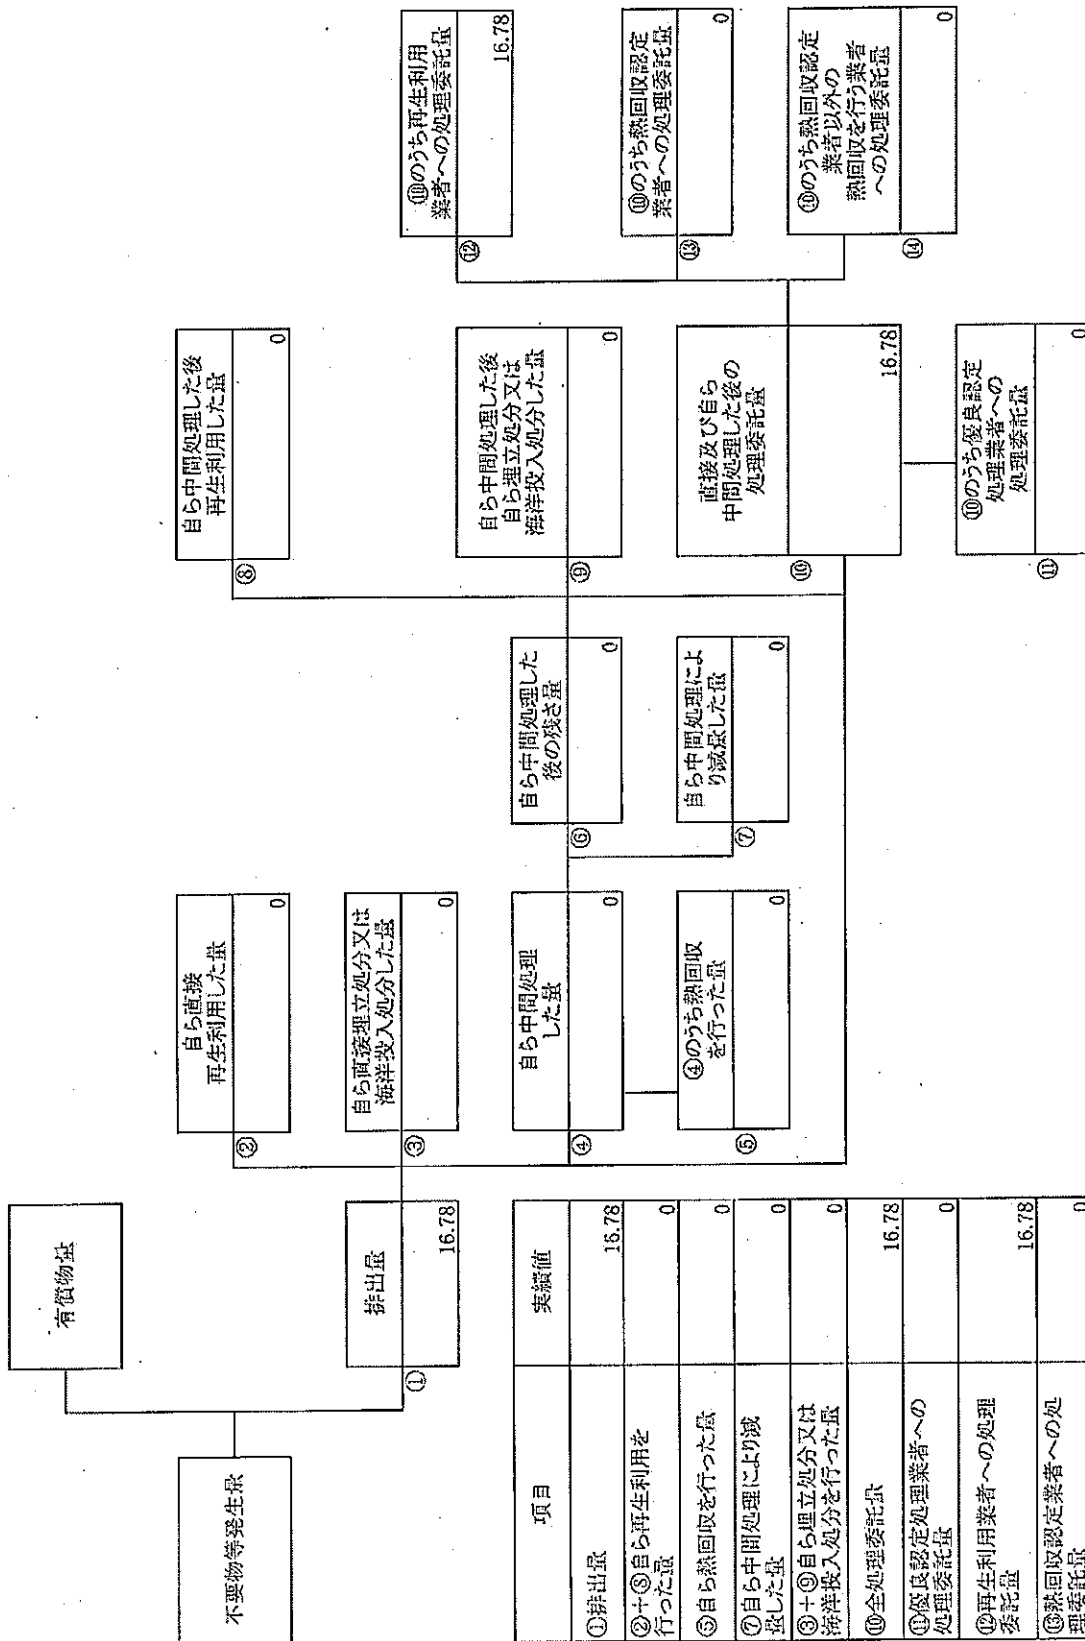 不要物等発生量
有償物量
①
排出量
16.78
②
自ら直接
再生利用した量
0
③
自ら直接埋立処分又は
海洋投入処分した量
0
④
自ら中間処理
した量
0
⑤
④のうち熱回収
を行った量
0
⑥
自ら中間処理した
後の残さ量
0
⑦
自ら中間処理によ
り減量した量
0
⑧
自ら中間処理した後
再生利用した量
0
⑨
自ら中間処理した後
自ら埋立処分又は
海洋投入処分した量
0
⑩
直接及び自ら
中間処理した後の
処理委託量
16.78
⑪
⑩のうち優良認定
処理業者への
処理委託量
0
⑫
⑩のうち再生利用
業者への処理委託量
16.78
⑬
⑩のうち熱回収認定
業者への処理委託量
0
⑭
⑩のうち熱回収認定
業者以外の
熱回収を行う業者
への処理委託量
0
項目
実績値
①排出量
16.78
②+⑧自ら再生利用を
行った量
0
⑤自ら熱回収を行った量
0
⑦自ら中間処理により減
量した量
0
③+⑨自ら埋立処分又は
海洋投入処分を行った量
0
⑩全処理委託量
16.78
⑪優良認定処理業者への
処理委託量
0
⑫再生利用業者への処理
委託量
16.78
⑬熱回収認定業者への処
理委託量
0